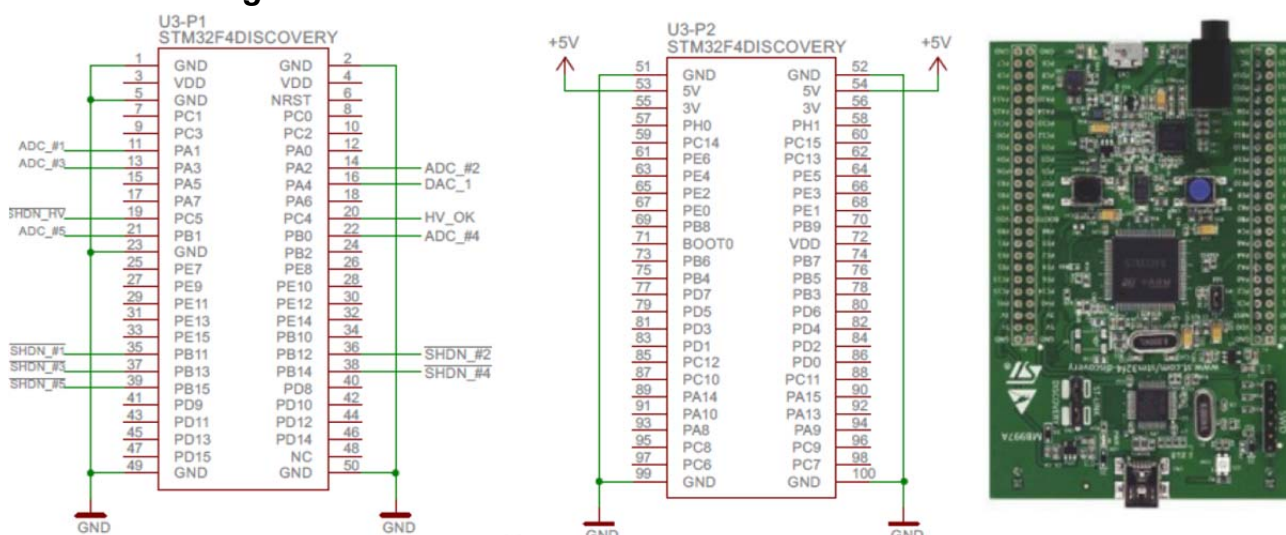 g
U3-P1
STM32F4DISCOVERY
1 GND GND 2
3 VDD VDD 4
5 GND NRST 6
7 PC1 PC0 8
9 PC3 PC2 10
ADC_#1 11 PA1 PA0 12
ADC_#3 13 PA3 PA2 14 ADC_#2
15 PA5 PA4 16 DAC_1
17 PA7 PA6 18
SHDN_HV 19 PC5 PC4 20 HV_OK
ADC_#5 21 PB1 PB0 22 ADC_#4
23 GND PB2 24
25 PE7 PE8 26
27 PE9 PE10 28
29 PE11 PE12 30
31 PE13 PE14 32
33 PE15 PB10 34
SHDN_#1 35 PB11 PB12 36 SHDN_#2
SHDN_#3 37 PB13 PB14 38 SHDN_#4
SHDN_#5 39 PB15 PD8 40
41 PD9 PD10 42
43 PD11 PD12 44
45 PD13 PD14 46
47 PD15 NC 48
49 GND GND 50
GND GND
U3-P2
STM32F4DISCOVERY
+5V +5V
51 GND GND 52
53 5V 5V 54
55 3V 3V 56
57 PH0 PH1 58
59 PC14 PC15 60
61 PE6 PC13 62
63 PE4 PE5 64
65 PE2 PE3 66
67 PE0 PE1 68
69 PB8 PB9 70
71 BOOT0 VDD 72
73 PB6 PB7 74
75 PB4 PB5 76
77 PD7 PB3 78
79 PD5 PD6 80
81 PD3 PD4 82
83 PD1 PD2 84
85 PC12 PD0 86
87 PC10 PC11 88
89 PA14 PA15 90
91 PA10 PA13 92
93 PA8 PA9 94
95 PC8 PC9 96
97 PC6 PC7 98
99 GND GND 100
GND GND
www.st.com/stm32f4-discovery
ST-LINK
DISCOVERY
MB997A